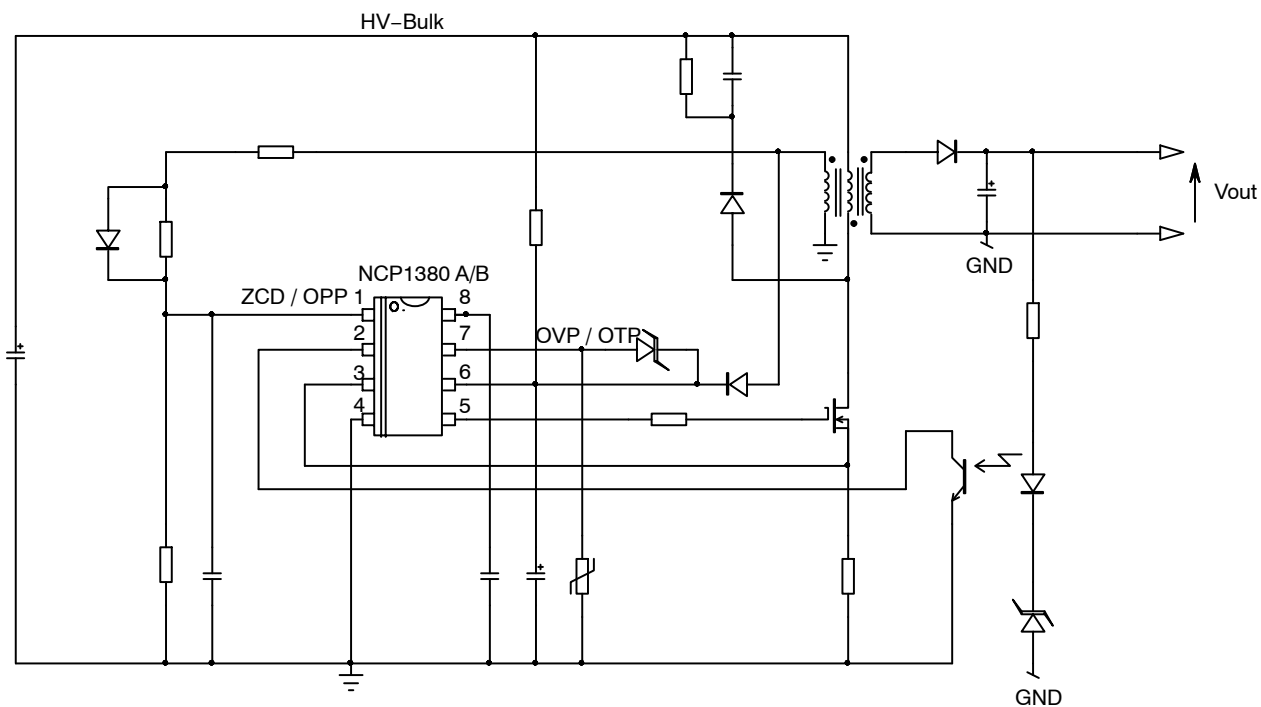 HV–Bulk
Vout
GND
NCP1380 A/B
ZCD / OPP 1
8
2
7
OVP / OTP
3
6
4
5
GND